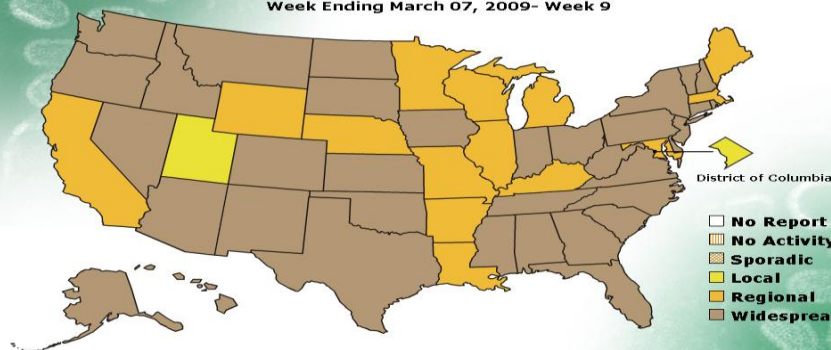 Week Ending March 07, 2009- Week 9
District of Columbia
No Report
No Activity
Sporadic
Local
Regional
Widesprea